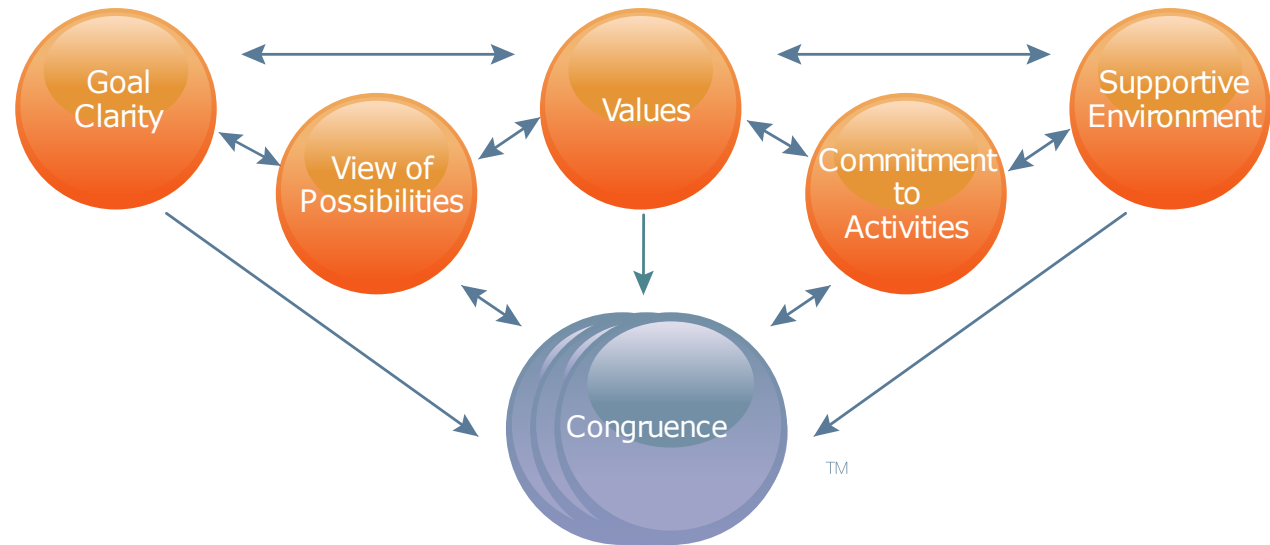 Goal
Clarity
View of
Possibilities
Values
Commitment
to
Activities
Supportive
Environment
Congruence
TM